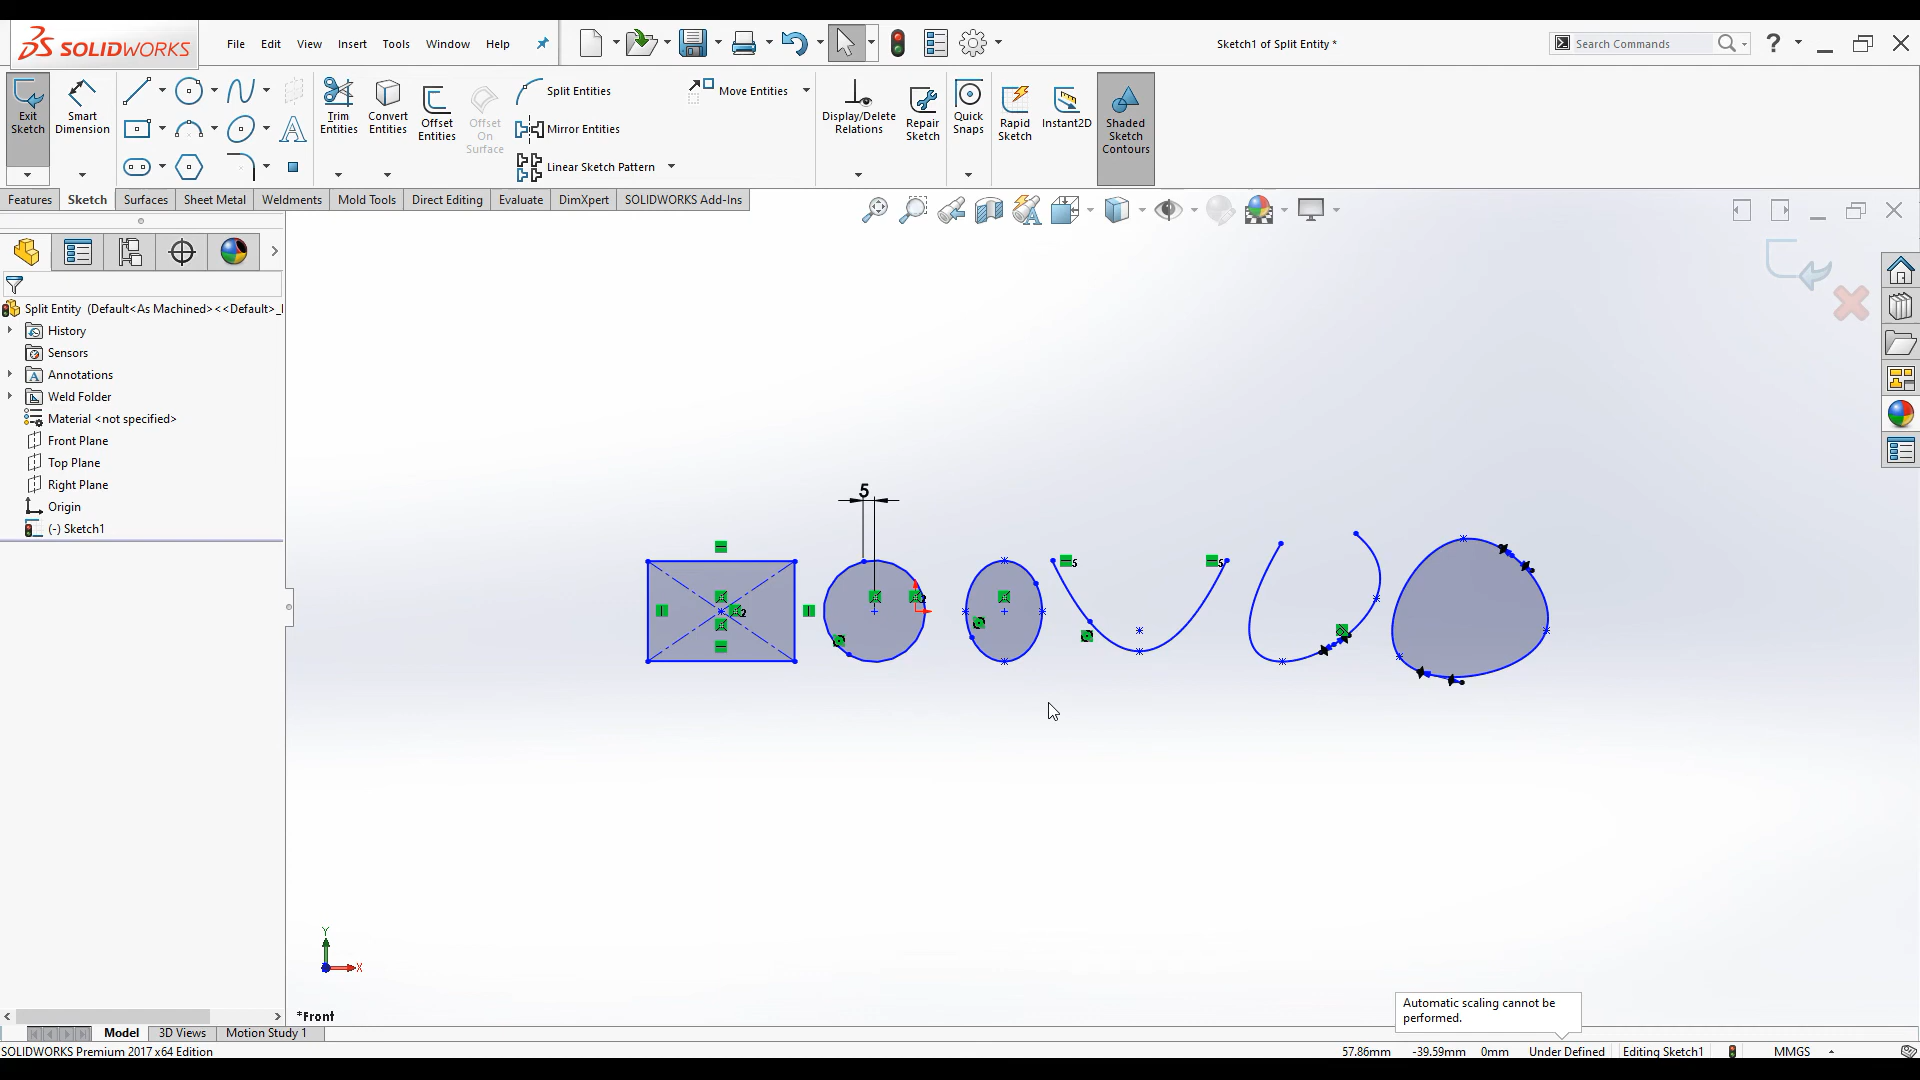 SOLIDWORKS
File Edit View Insert Tools Window Help
Sketch1 of Split Entity *
Search Commands
Exit Sketch
Smart Dimension
Trim Entities
Convert Entities
Offset Entities
Offset On Surface
Split Entities
Mirror Entities
Linear Sketch Pattern
Move Entities
Display/Delete Relations
Repair Sketch
Quick Snaps
Rapid Sketch
Instant2D
Shaded Sketch Contours
Features Sketch Surfaces Sheet Metal Weldments Mold Tools Direct Editing Evaluate DimXpert SOLIDWORKS Add-Ins
Split Entity (Default<As Machined><<Default>_
History
Sensors
Annotations
Weld Folder
Material <not specified>
Front Plane
Top Plane
Right Plane
Origin
(-) Sketch1
5
5
5
2
2
Y
X
*Front
Automatic scaling cannot be
performed.
Model 3D Views Motion Study 1
SOLIDWORKS Premium 2017 x64 Edition
57.86mm -39.59mm 0mm Under Defined Editing Sketch1 MMGS